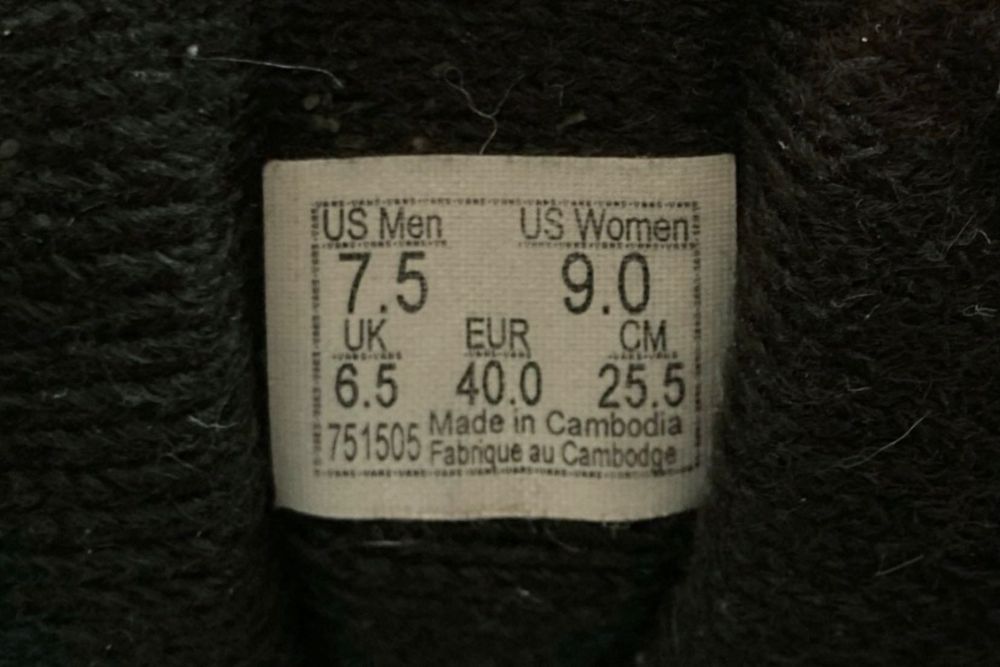 US Men US Women
7.5 9.0
UK EUR CM
6.5 40.0 25.5
751505 Made in Cambodia
Fabrique au Cambodge